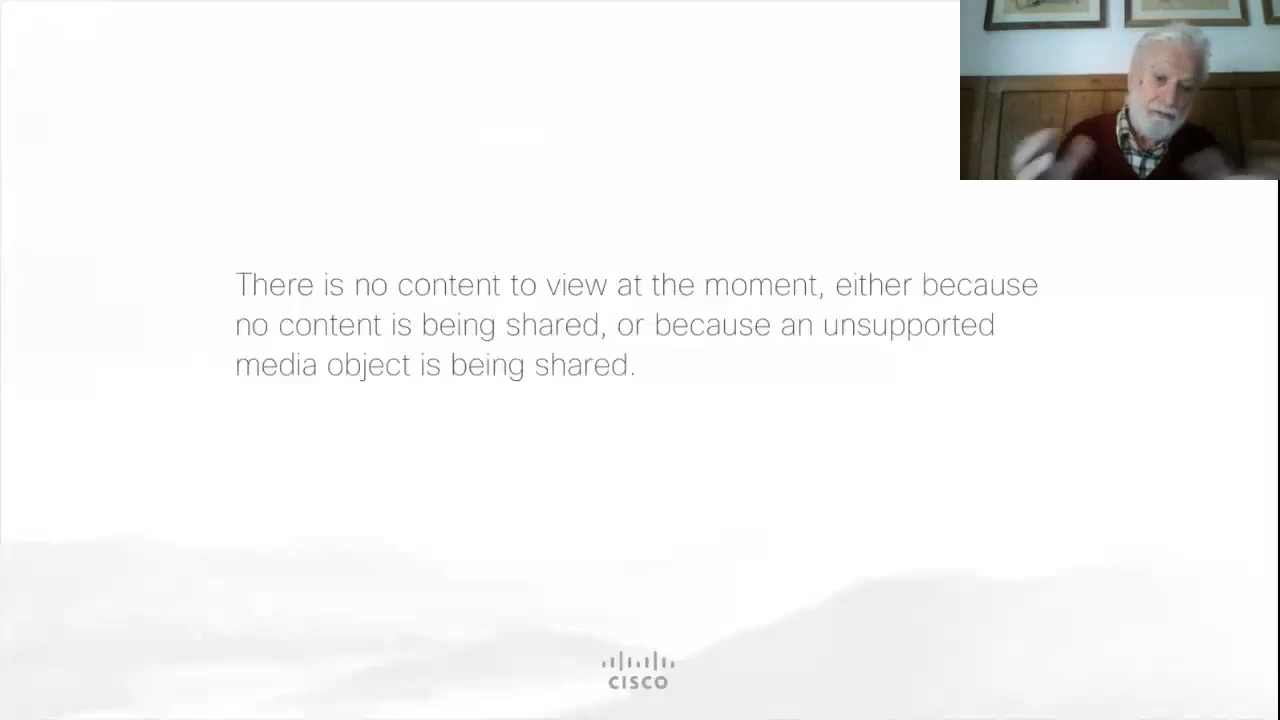 There is no content to view at the moment, either because
no content is being shared, or because an unsupported
media object is being shared.
CISCO